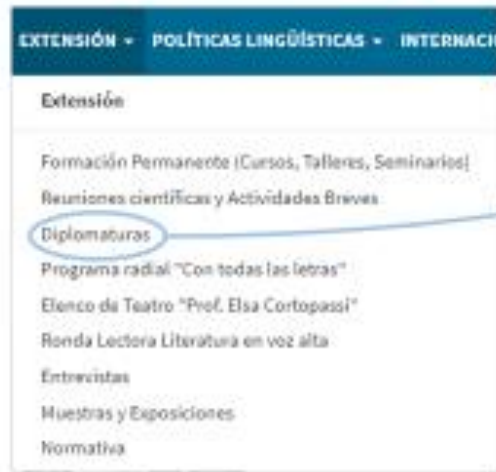 EXTENSIÓN POLÍTICAS LINGÜÍSTICAS INTERNACI
Extensión
Formación Permanente (Cursos, Talleres, Seminarios)
Reuniones científicas y Actividades Breves
Diplomaturas
Programa radial "Con todas las letras"
Elenco de Teatro "Prof. Elsa Cortopassi"
Ronda Lectora Literatura en voz alta
Entrevistas
Muestras y Exposiciones
Normativa